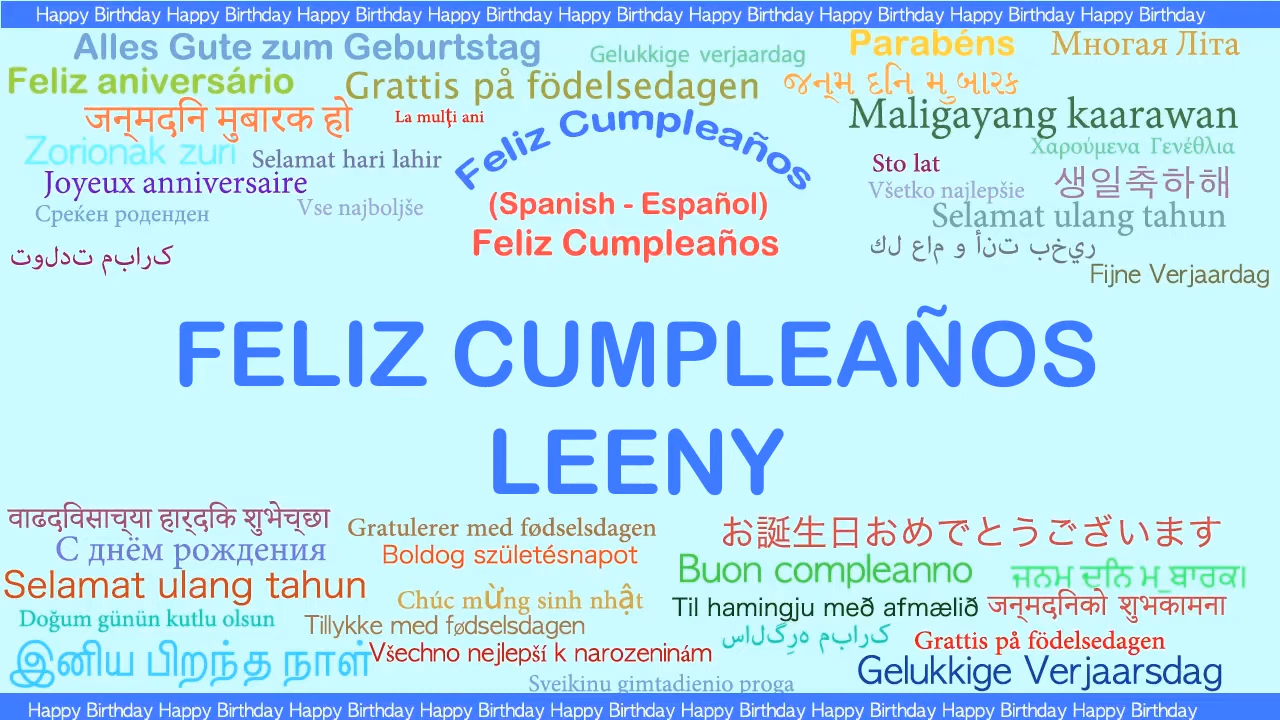 Happy Birthday Happy Birthday Happy Birthday Happy Birthday Happy Birthday Happy Birthday Happy Birthday Happy Birthday Happy Birthday
Alles Gute zum Geburtstag
Gelukkige verjaardag
Parabéns
Многая Літа
Feliz aniversário
Grattis på födelsedagen
જન્મ દિન મુબારક
जन्मदिन मुबारक हो
La mulţi ani
Feliz Cumpleaños
Maligayang kaarawan
Zorionak zuri
Selamat hari lahir
Sto lat
Χαρούμενα Γενέθλια
Joyeux anniversaire
(Spanish - Español)
Všetko najlepšie
생일축하해
Среќен роденден
Vse najboljše
Selamat ulang tahun
Feliz Cumpleaños
تولدت مبارک
كل عام و أنت بخير
Fijne Verjaardag
FELIZ CUMPLEAÑOS
LEENY
वाढदिवसाच्या हार्दिक शुभेच्छा
Gratulerer med fødselsdagen
お誕生日おめでとうございます
С днём рождения
Boldog születésnapot
Selamat ulang tahun
Buon compleanno
ਜਨਮ ਦਿਨ ਮੁਬਾਰਕ।
Chúc mừng sinh nhật
Til hamingju með afmælið
जन्मदिनको शुभकामना
Doğum günün kutlu olsun
Tillykke med fødselsdagen
سالگرہ مبارک
Grattis på födelsedagen
இனிய பிறந்த நாள்
Všechno nejlepší k narozeninám
Gelukkige Verjaarsdag
Sveikinu gimtadienio proga
Happy Birthday Happy Birthday Happy Birthday Happy Birthday Happy Birthday Happy Birthday Happy Birthday Happy Birthday Happy Birthday